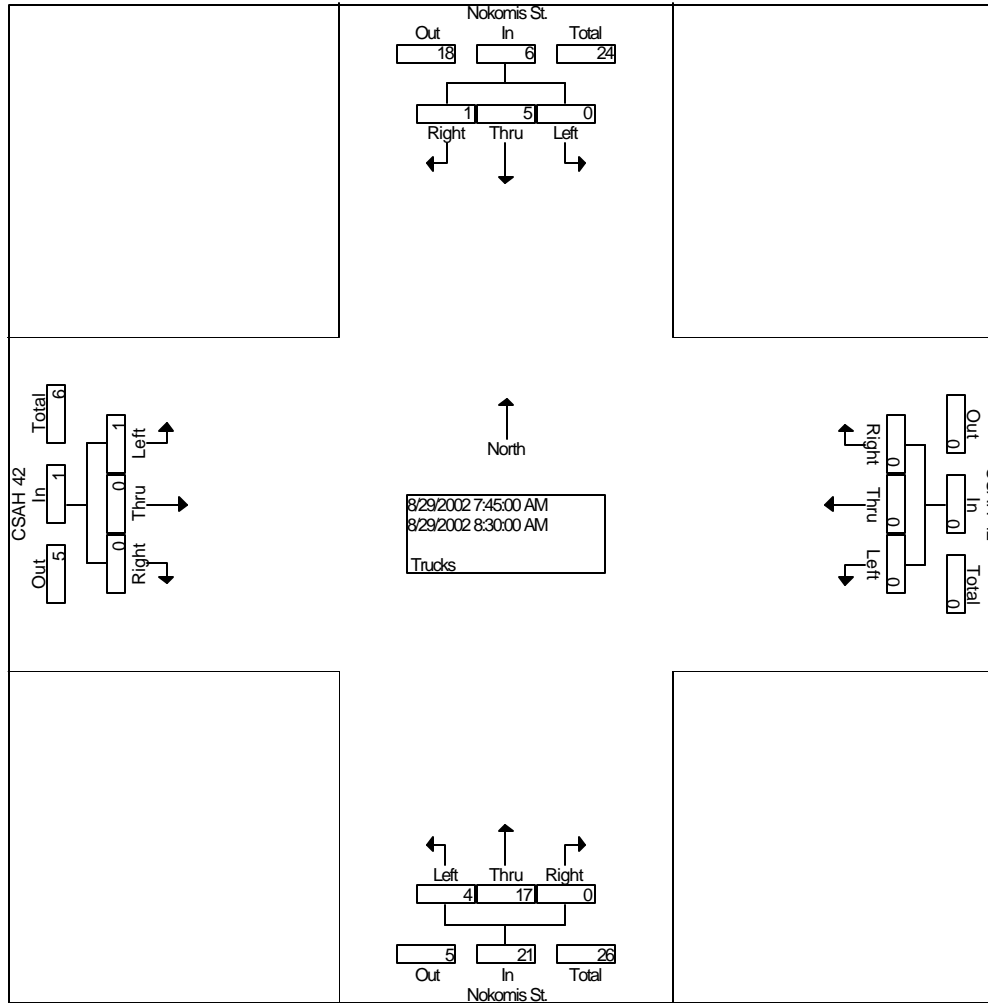 Nokomis St.
Out In Total
18 6 24
1 5 0
Right Thru Left
CSAH 42
Total In Out
6 1 5
1 0 0
Left Thru Right
North
8/29/2002 7:45:00 AM
8/29/2002 8:30:00 AM
Trucks
Right Thru Left
0 0 0
Out In Total
0 0 0
Left Thru Right
4 17 0
5 21 26
Out In Total
Nokomis St.